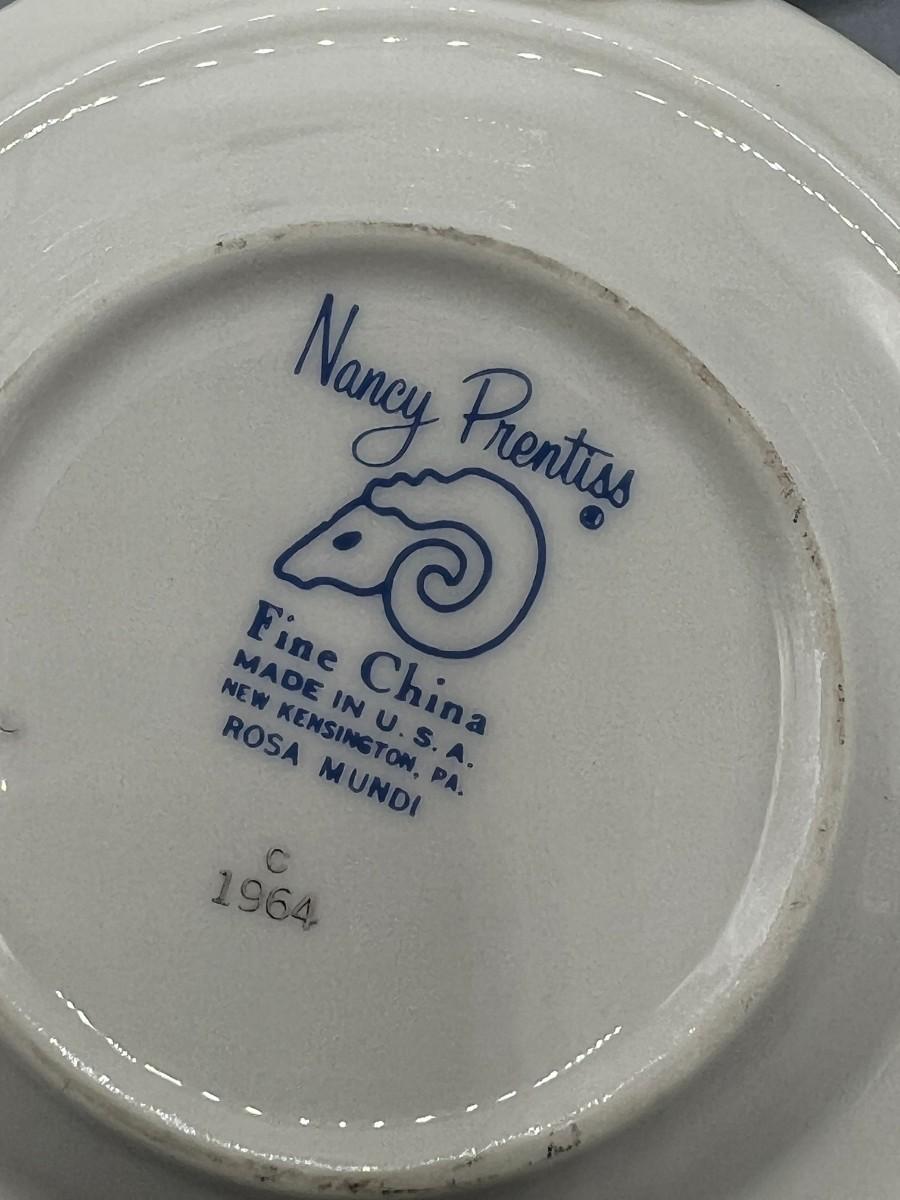 Nancy Prentiss
Fine China
MADE IN U. S. A.
NEW KENSINGTON, PA.
ROSA MUNDI
C
1964